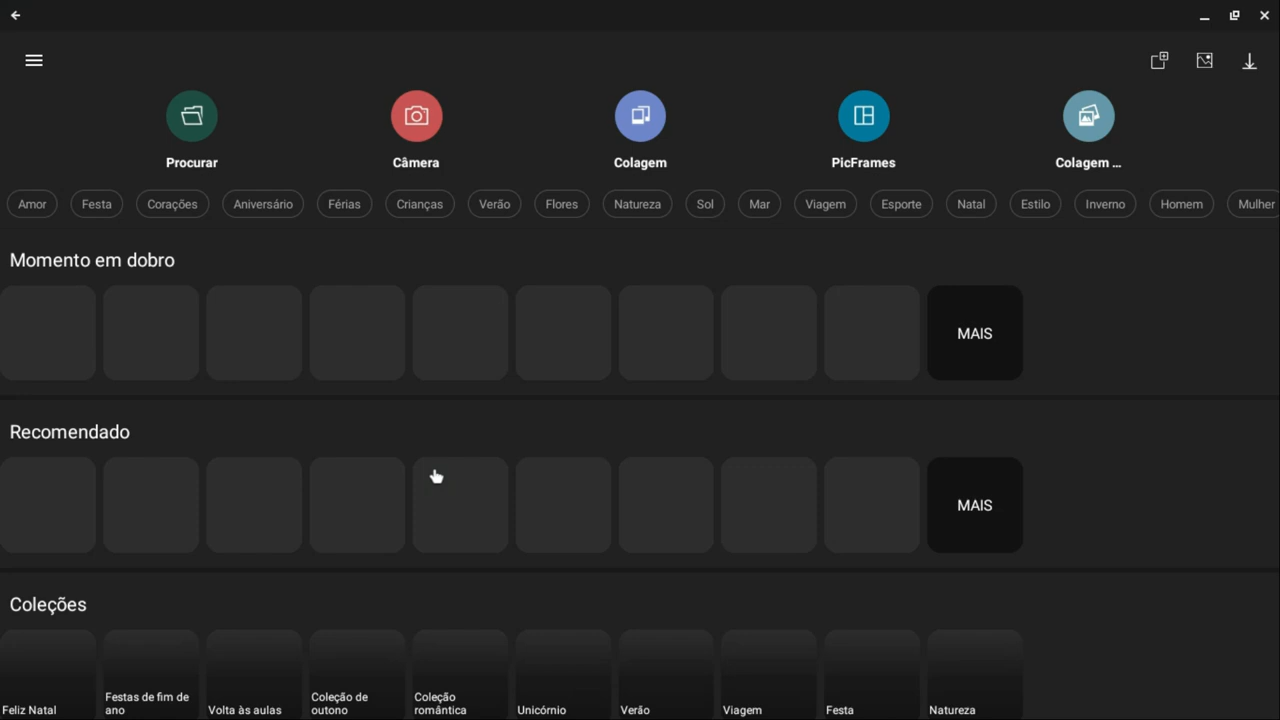 Procurar
Câmera
Colagem
PicFrames
Colagem ...
Amor
Festa
Corações
Aniversário
Férias
Crianças
Verão
Flores
Natureza
Sol
Mar
Viagem
Esporte
Natal
Estilo
Inverno
Homem
Mulher
Momento em dobro
MAIS
Recomendado
MAIS
Coleções
Feliz Natal
Festas de fim de
ano
Volta às aulas
Coleção de
outono
Coleção
romântica
Unicórnio
Verão
Viagem
Festa
Natureza